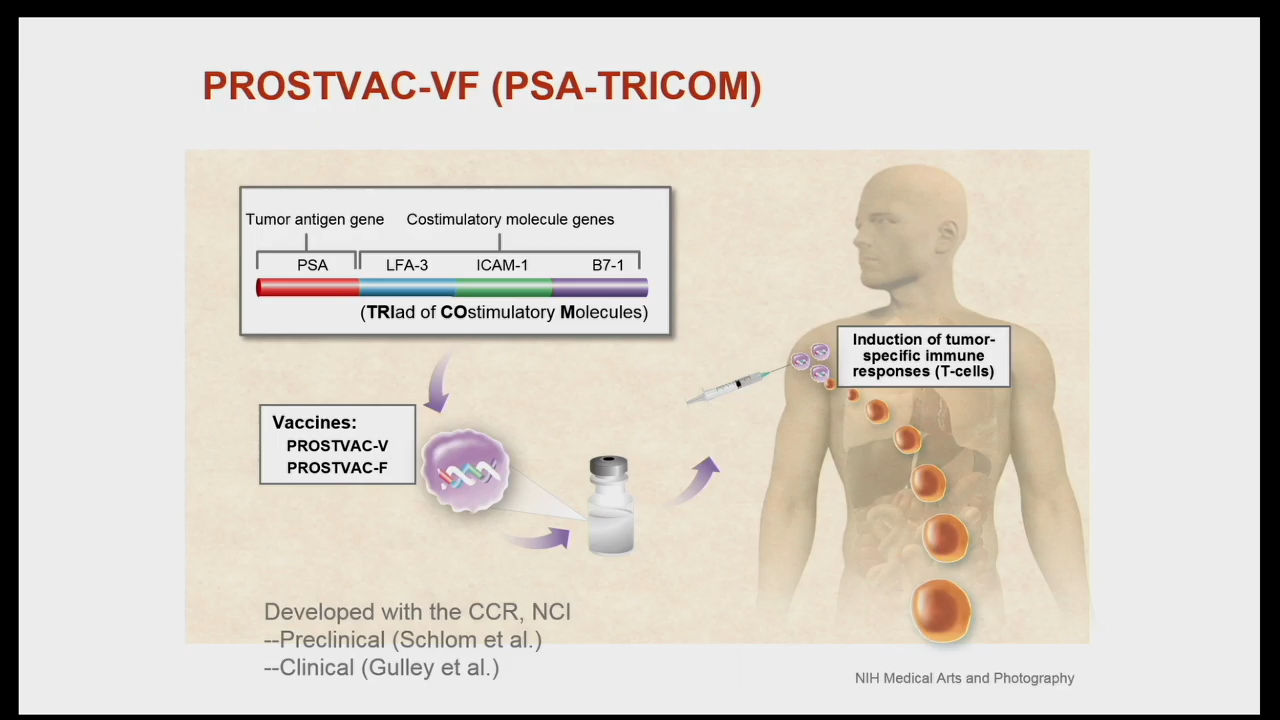 PROSTVAC-VF (PSA-TRICOM)
Tumor antigen gene
Costimulatory molecule genes
PSA
LFA-3
ICAM-1
B7-1
(TRIad of COstimulatory Molecules)
Vaccines:
PROSTVAC-V
PROSTVAC-F
Induction of tumor-
specific immune
responses (T-cells)
Developed with the CCR, NCI
--Preclinical (Schlom et al.)
--Clinical (Gulley et al.)
NIH Medical Arts and Photography